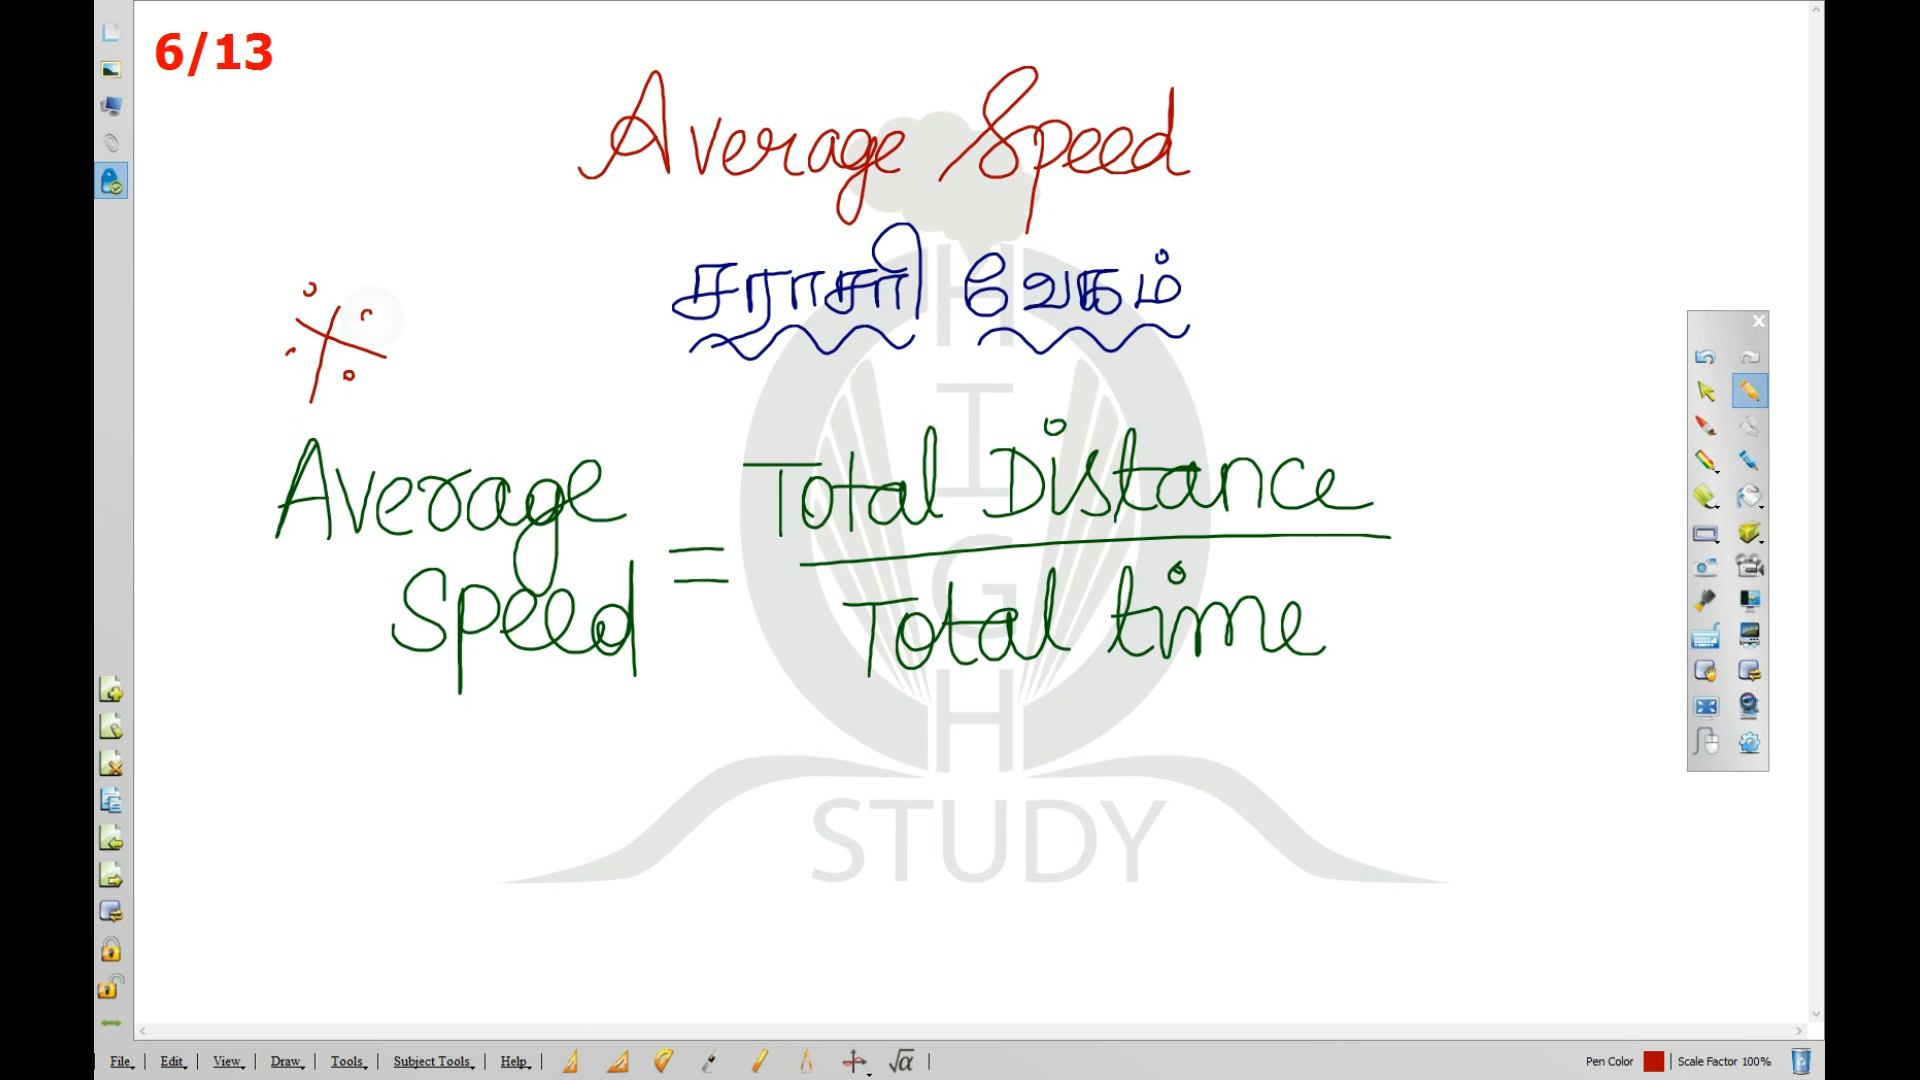 6/13
Average Speed
சராசரி வேகம்
Average Speed = Total Distance / Total time
HIGH
STUDY
File Edit View Draw Tools Subject Tools Help
Pen Color Scale Factor 100%